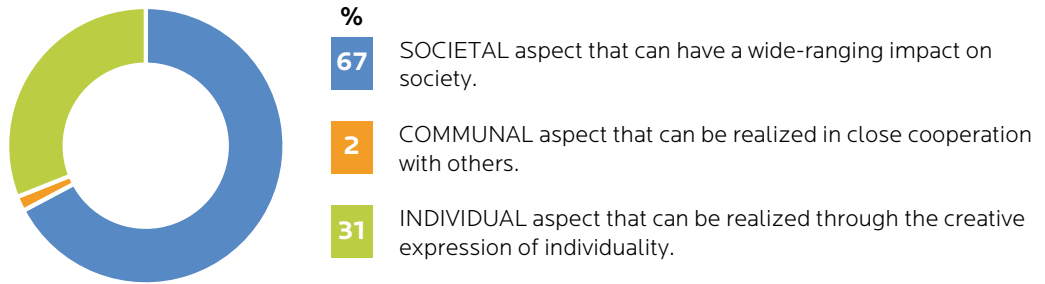 %
67 SOCIETAL aspect that can have a wide-ranging impact on
society.
2 COMMUNAL aspect that can be realized in close cooperation
with others.
31 INDIVIDUAL aspect that can be realized through the creative
expression of individuality.